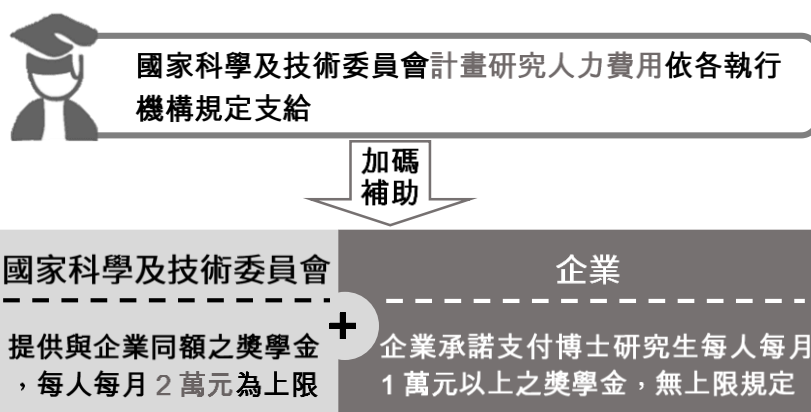 國家科學及技術委員會計畫研究人力費用依各執行
機構規定支給
加碼
補助
國家科學及技術委員會
提供與企業同額之獎學金
，每人每月2萬元為上限
+
企業
企業承諾支付博士研究生每人每月
1萬元以上之獎學金，無上限規定